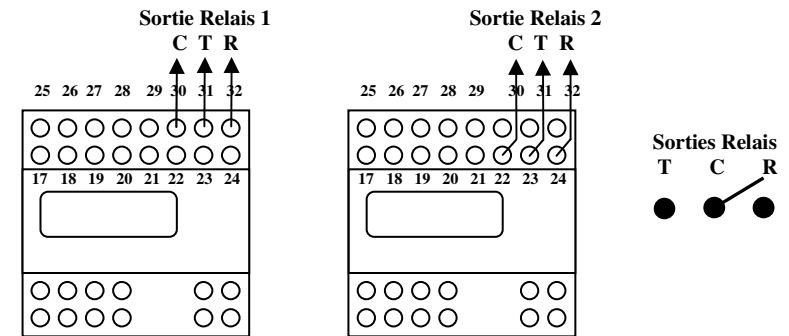 Sortie Relais 1
C T R
25 26 27 28 29 30 31 32
17 18 19 20 21 22 23 24
Sortie Relais 2
C T R
25 26 27 28 29 30 31 32
17 18 19 20 21 22 23 24
Sorties Relais
T C R